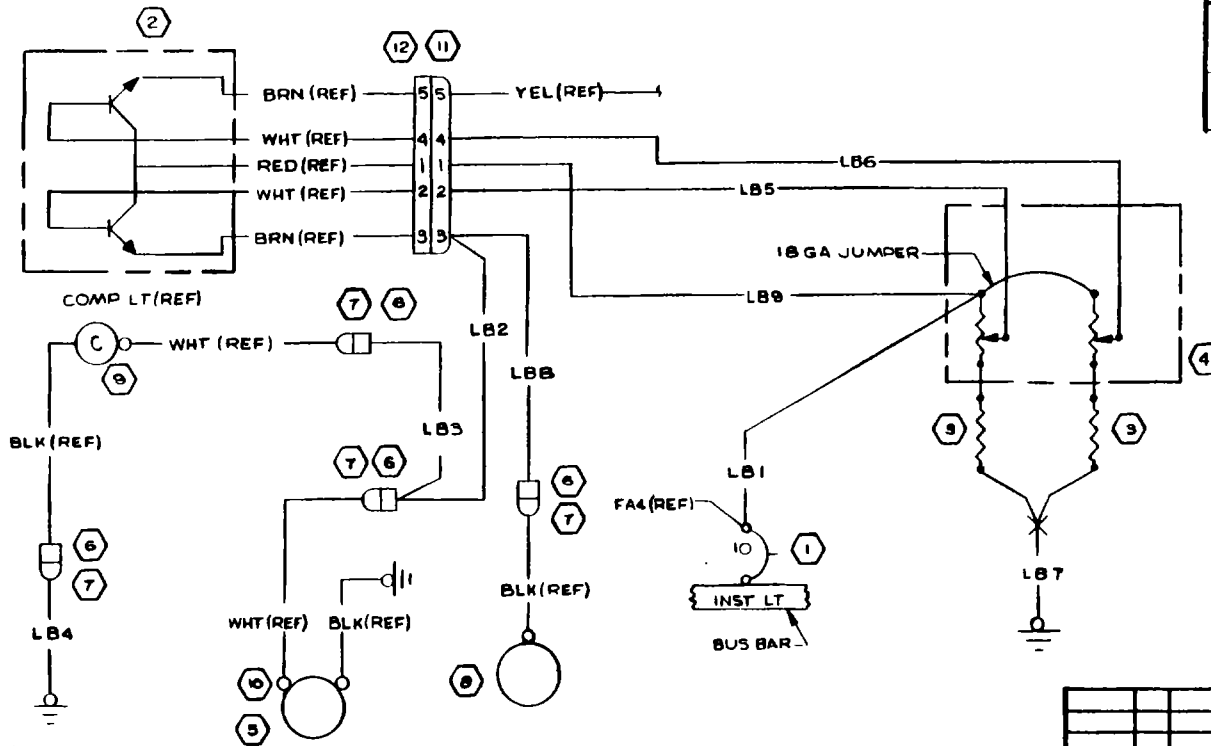 2
12 11
BRN (REF) 5 5 YEL (REF)
WHT (REF) 4 4
RED (REF) 1 1
LB6
WHT (REF) 2 2
LB5
BRN (REF) 3 3
18 GA JUMPER
COMP LT (REF)
LB9
7 8
LB2
C WHT (REF)
4
9
LB8
BLK (REF)
LB3
3 3
7 6
LB1
6
7
FA4 (REF)
6
7
10 1
LB7
INST LT
BLK (REF)
WHT (REF) BLK (REF)
LB4
BUS BAR
10
8
5